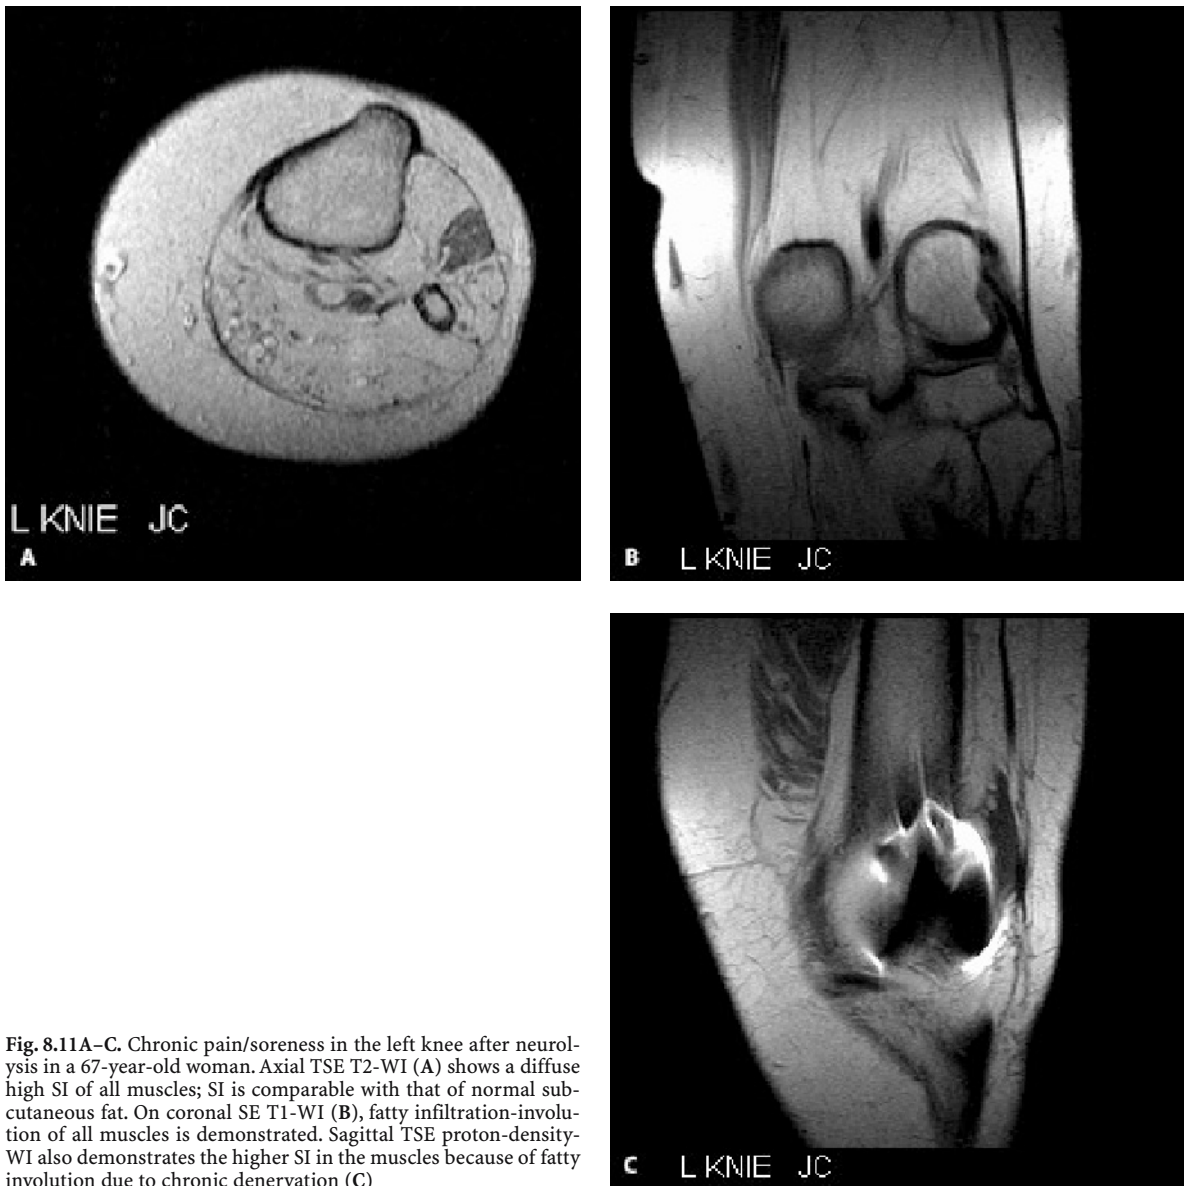 L KNIE JC
A
B L KNIE JC
Fig. 8.11A–C. Chronic pain/soreness in the left knee after neurol-
ysis in a 67-year-old woman. Axial TSE T2-WI (A) shows a diffuse
high SI of all muscles; SI is comparable with that of normal sub-
cutaneous fat. On coronal SE T1-WI (B), fatty infiltration-involu-
tion of all muscles is demonstrated. Sagittal TSE proton-density-
WI also demonstrates the higher SI in the muscles because of fatty
involution due to chronic denervation (C)
C L KNIE JC